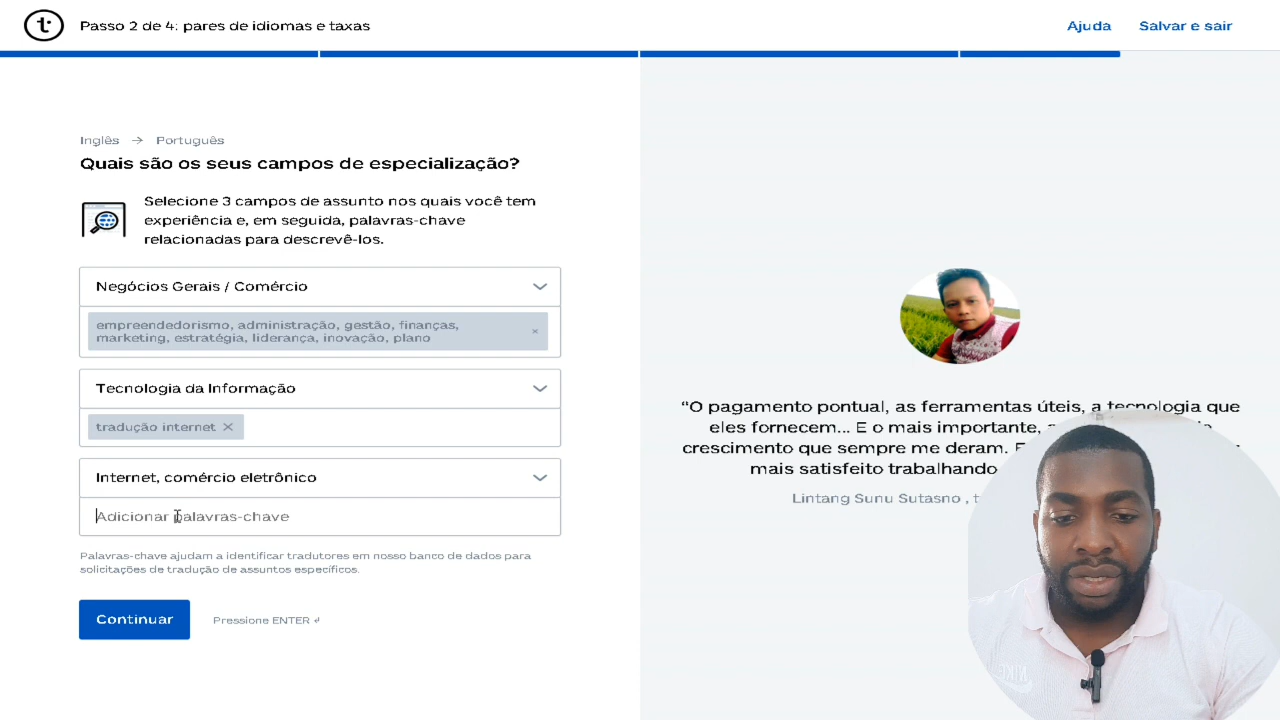 t:
Passo 2 de 4: pares de idiomas e taxas
Ajuda
Salvar e sair
Inglês → Português
Quais são os seus campos de especialização?
Selecione 3 campos de assunto nos quais você tem
experiência e, em seguida, palavras-chave
relacionadas para descrevê-los.
Negócios Gerais / Comércio
empreendedorismo, administração, gestão, finanças,
marketing, estratégia, liderança, inovação, plano
×
Tecnologia da Informação
tradução internet ×
Internet, comércio eletrônico
Adicionar palavras-chave
Palavras-chave ajudam a identificar tradutores em nosso banco de dados para
solicitações de tradução de assuntos específicos.
Continuar
Pressione ENTER ↲
“O pagamento pontual, as ferramentas úteis, a tecnologia que
eles fornecem... E o mais importante,
crescimento que sempre me deram.
mais satisfeito trabalhando
Lintang Sunu Sutasno ,
NIKE